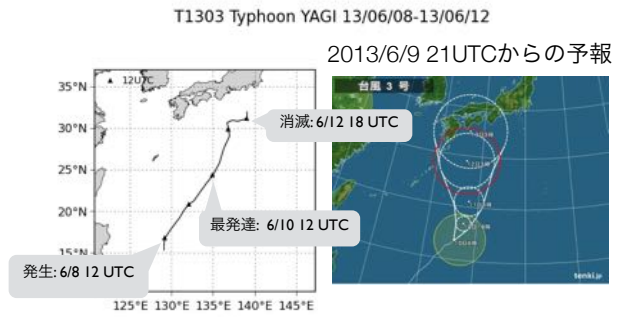 T1303 Typhoon YAGI 13/06/08-13/06/12
2013/6/9 21UTCからの予報
35°N
12UTC
30°N
25°N
20°N
15°N
125°E 130°E 135°E 140°E 145°E
消滅: 6/12 18 UTC
最発達: 6/10 12 UTC
発生: 6/8 12 UTC
台風 3 号
tenki.jp